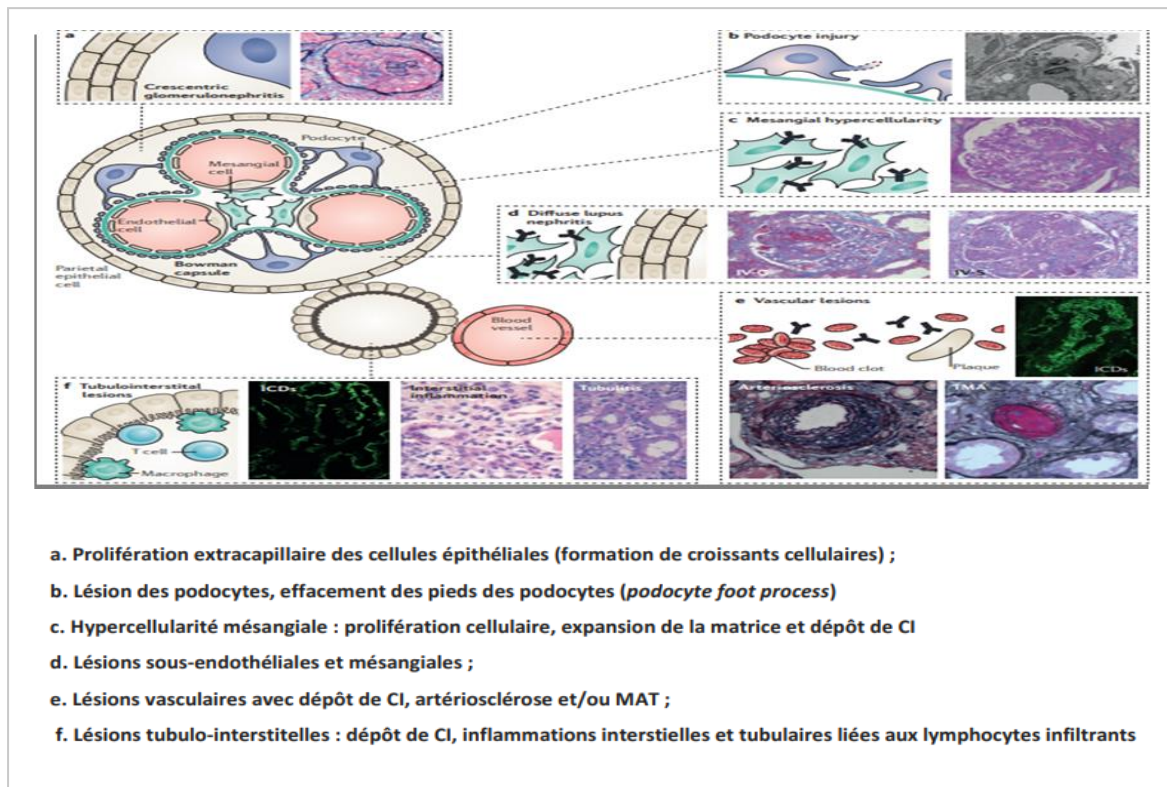 a
Crescentric
glomerulonephritis
b Podocyte injury
Podocyte
Mesangial
cell
c Mesangial hypercellularity
Endothelial
cell
Bowman
capsule
Parietal
epithelial
cell
d Diffuse lupus
nephritis
IV-G
IV-S
Blood
vessel
e Vascular lesions
Blood clot
Plaque
ICDs
Arteriosclerosis
TMA
f Tubulointerstital
lesions
T cell
Macrophage
ICDs
Interstitial
inflammation
Tubulitis
a. Prolifération extracapillaire des cellules épithéliales (formation de croissants cellulaires) ;
b. Lésion des podocytes, effacement des pieds des podocytes (podocyte foot process)
c. Hypercellularité mésangiale : prolifération cellulaire, expansion de la matrice et dépôt de CI
d. Lésions sous-endothéliales et mésangiales ;
e. Lésions vasculaires avec dépôt de CI, artériosclérose et/ou MAT ;
f. Lésions tubulo-interstitelles : dépôt de CI, inflammations interstielles et tubulaires liées aux lymphocytes infiltrants